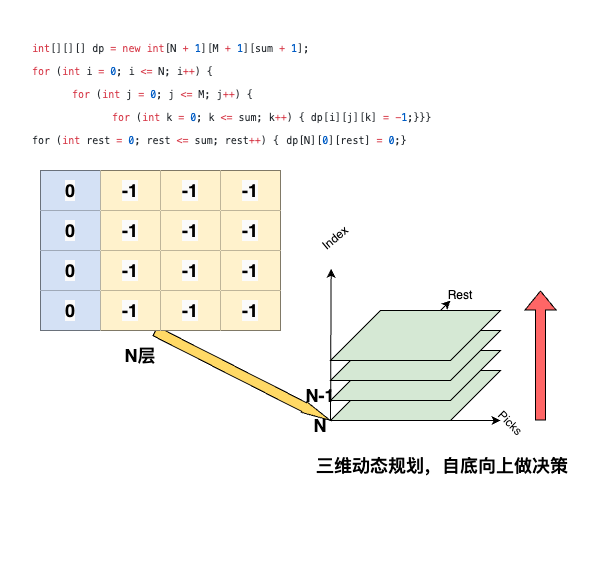 int[][][] dp = new int[N + 1][M + 1][sum + 1];
for (int i = 0; i <= N; i++) {
for (int j = 0; j <= M; j++) {
for (int k = 0; k <= sum; k++) { dp[i][j][k] = -1;}}}
for (int rest = 0; rest <= sum; rest++) { dp[N][0][rest] = 0;}
0 -1 -1 -1
0 -1 -1 -1
0 -1 -1 -1
0 -1 -1 -1
N层
Index
Rest
N-1
N
Picks
三维动态规划，自底向上做决策